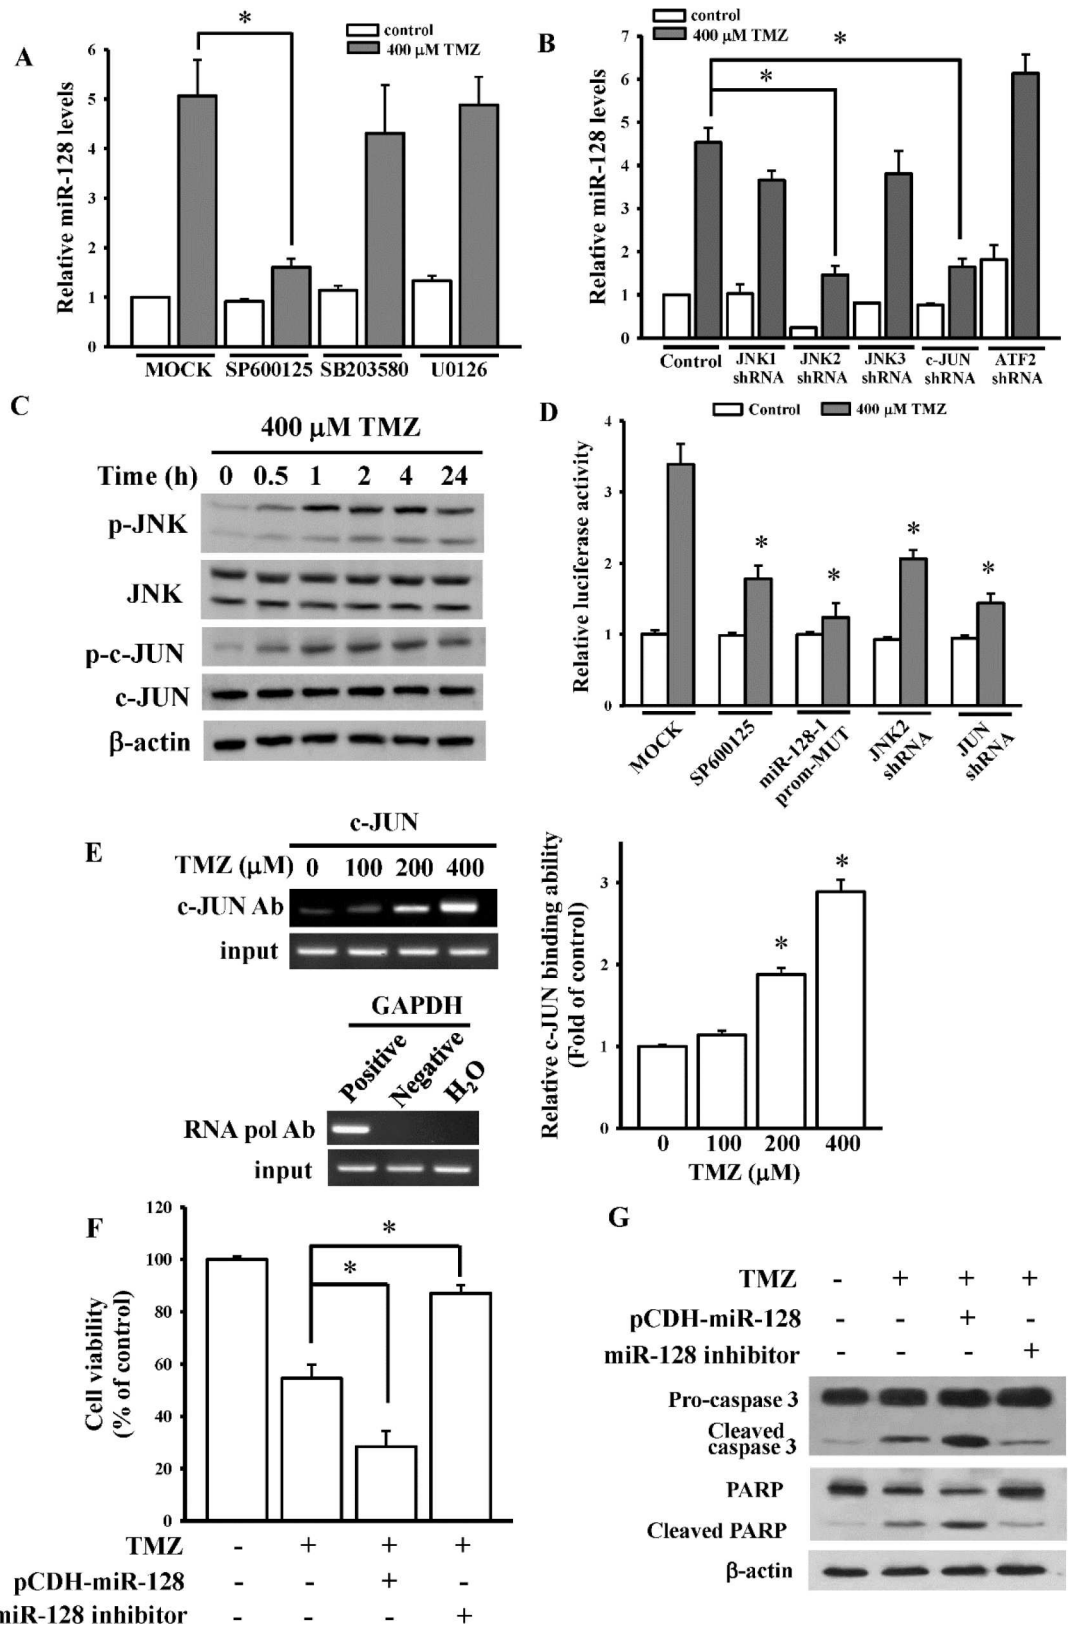 A
Relative miR-128 levels
control
400 μM TMZ
*
6
5
4
3
2
1
0
MOCK SP600125 SB203580 U0126
B
Relative miR-128 levels
control
400 μM TMZ
*
*
7
6
5
4
3
2
1
0
Control JNK1 shRNA JNK2 shRNA JNK3 shRNA c-JUN shRNA ATF2 shRNA
C
400 μM TMZ
Time (h) 0 0.5 1 2 4 24
p-JNK
JNK
p-c-JUN
c-JUN
β-actin
D
Relative luciferase activity
Control 400 μM TMZ
4
3
2
1
0
* * * *
MOCK
SP600125
miR-128-1
prom-MUT
JNK2
shRNA
JUN
shRNA
E
c-JUN
TMZ (μM) 0 100 200 400
c-JUN Ab
input
GAPDH
Positive
Negative
H₂O
RNA pol Ab
input
Relative c-JUN binding ability
(Fold of control)
3
2
1
0
* *
0 100 200 400
TMZ (μM)
F
Cell viability
(% of control)
120
100
80
60
40
20
0
*
*
TMZ - + + +
pCDH-miR-128 - - + -
miR-128 inhibitor - - - +
G
TMZ - + + +
pCDH-miR-128 - - + -
miR-128 inhibitor - - - +
Pro-caspase 3
Cleaved
caspase 3
PARP
Cleaved PARP
β-actin